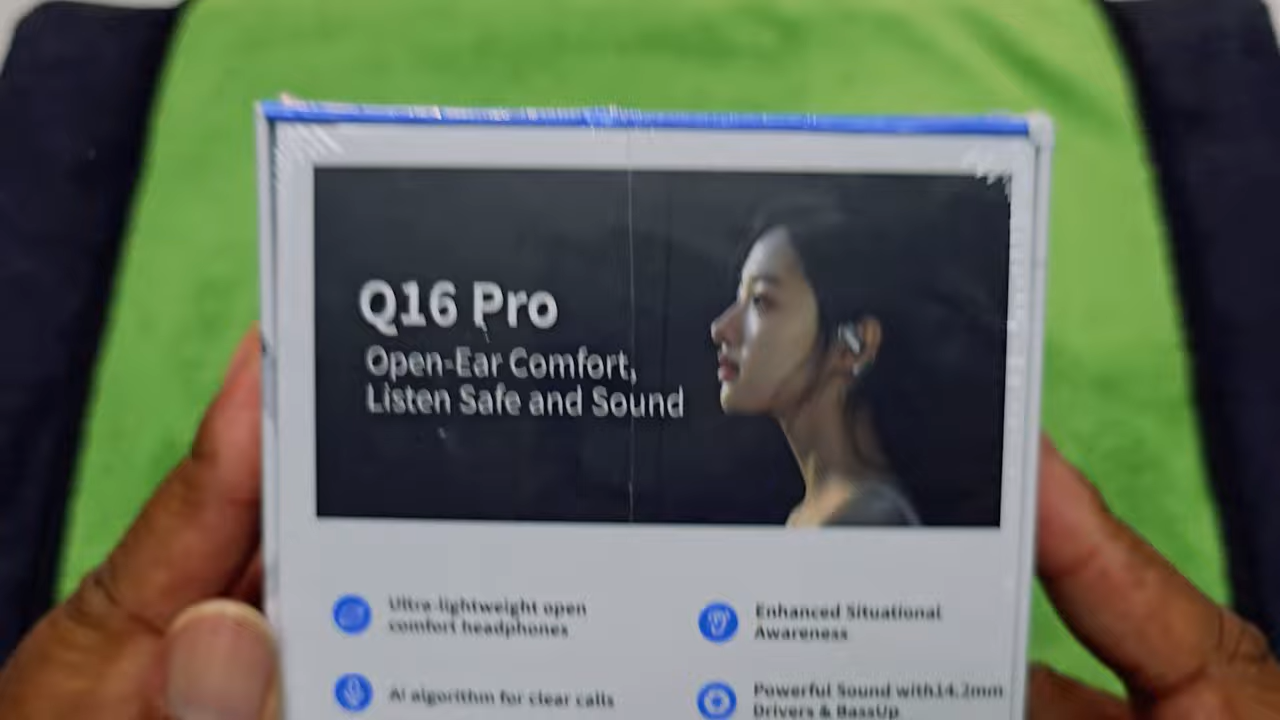 Q16 Pro
Open-Ear Comfort,
Listen Safe and Sound
Ultra-lightweight open
comfort headphones
Enhanced Situational
Awareness
AI algorithm for clear calls
Powerful Sound with14.2mm
Drivers & BassUp